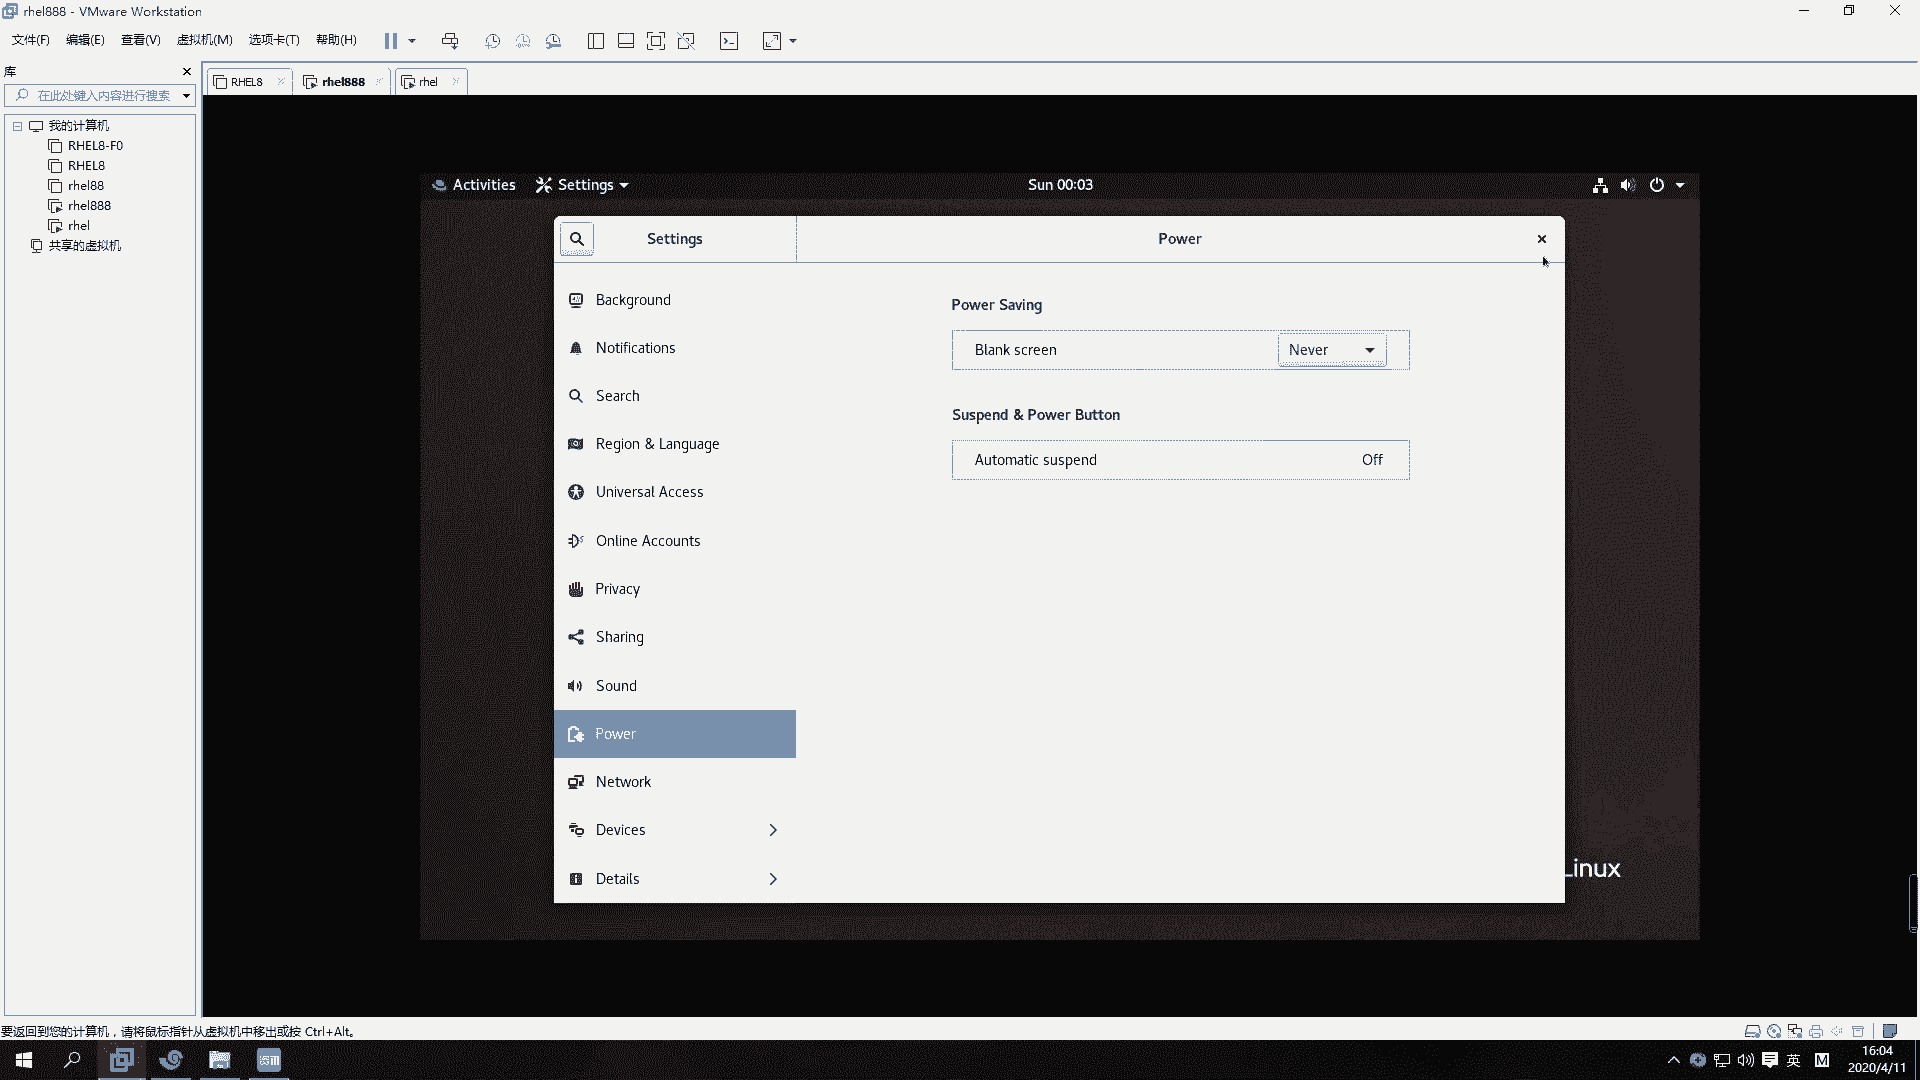 rhel888 - VMware Workstation
文件(F) 编辑(E) 查看(V) 虚拟机(M) 选项卡(T) 帮助(H)
库
在此处键入内容进行搜索
我的计算机
RHEL8-F0
RHEL8
rhel88
rhel888
rhel
共享的虚拟机
RHEL8 rhel888 rhel
Activities Settings Sun 00:03
Settings Power
Background
Notifications
Search
Region & Language
Universal Access
Online Accounts
Privacy
Sharing
Sound
Power
Network
Devices
Details
Power Saving
Blank screen Never
Suspend & Power Button
Automatic suspend Off
Linux
要返回到您的计算机，请将鼠标指针从虚拟机中移出或按 Ctrl+Alt。
英 M
16:04
2020/4/11